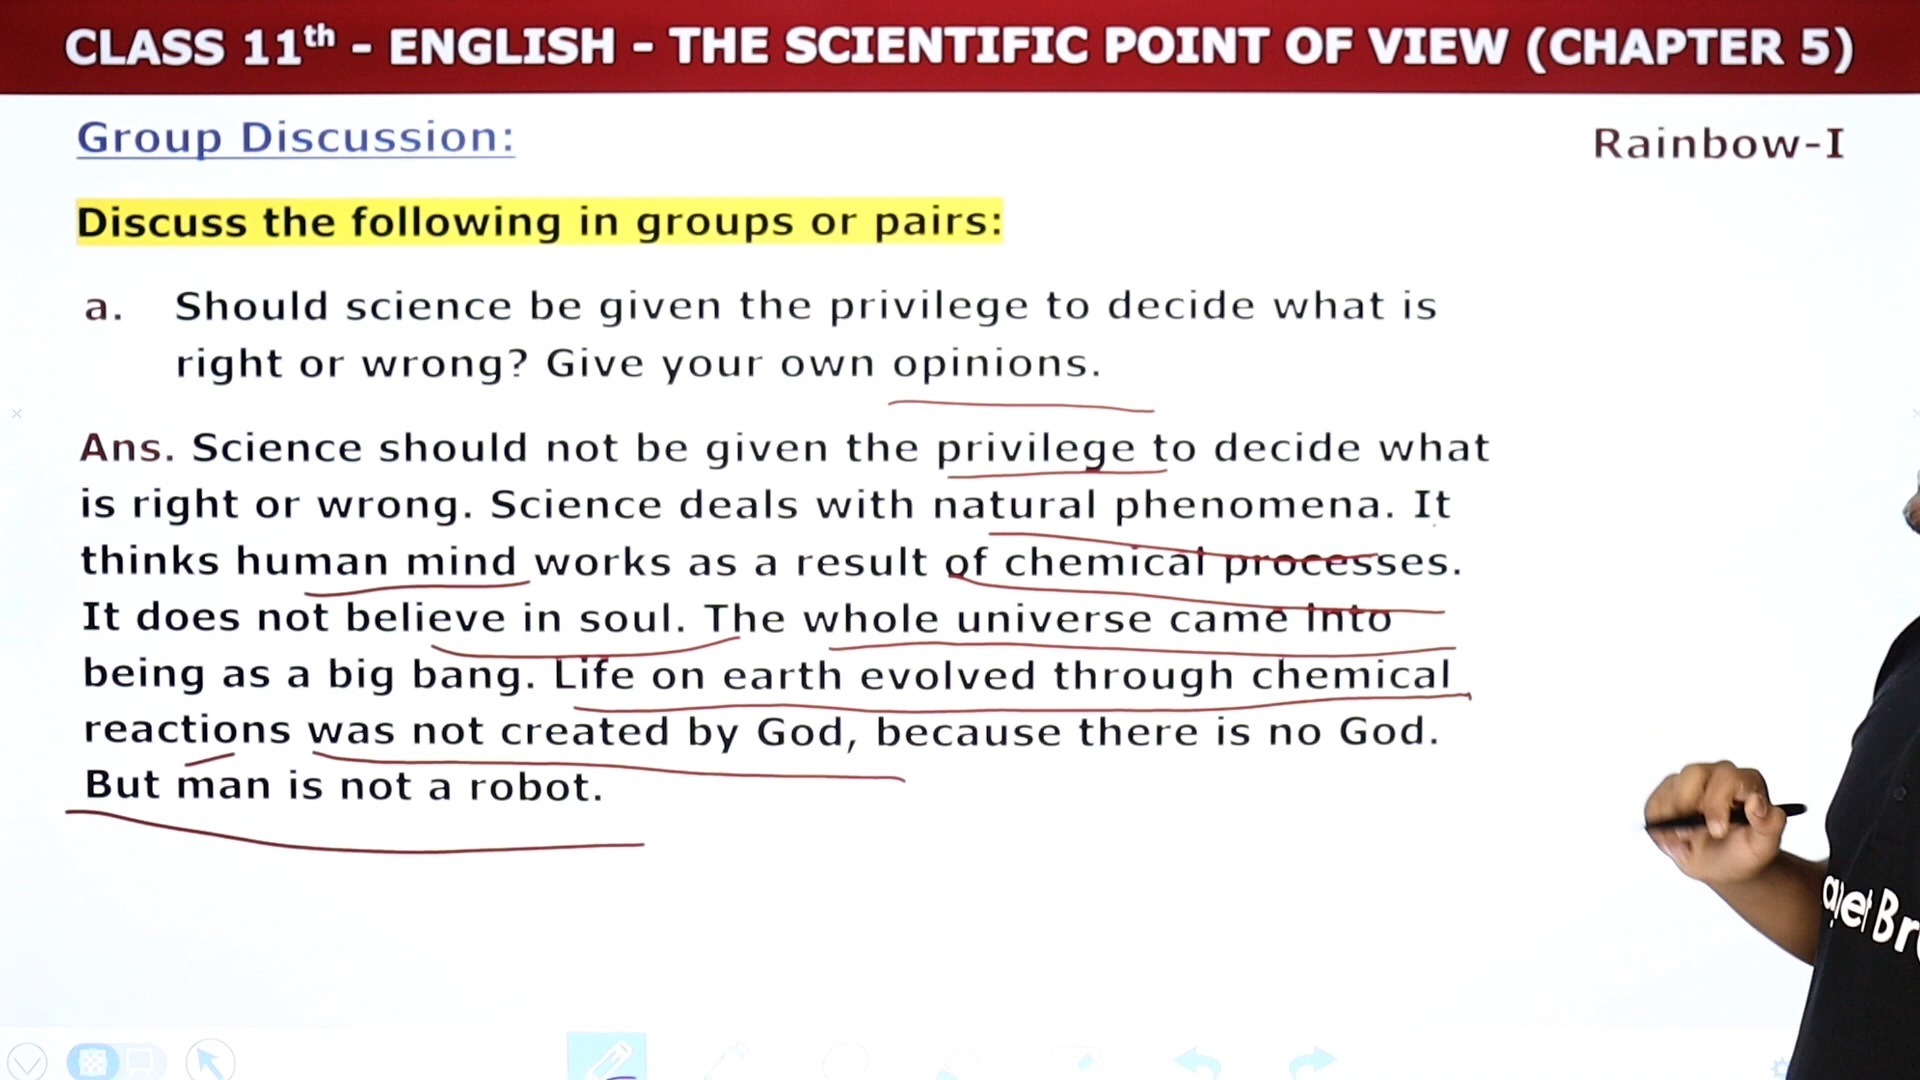 CLASS 11th - ENGLISH - THE SCIENTIFIC POINT OF VIEW (CHAPTER 5)
Group Discussion:
Rainbow-I
Discuss the following in groups or pairs:
a. Should science be given the privilege to decide what is
right or wrong? Give your own opinions.
Ans. Science should not be given the privilege to decide what
is right or wrong. Science deals with natural phenomena. It
thinks human mind works as a result of chemical processes.
It does not believe in soul. The whole universe came into
being as a big bang. Life on earth evolved through chemical
reactions was not created by God, because there is no God.
But man is not a robot.